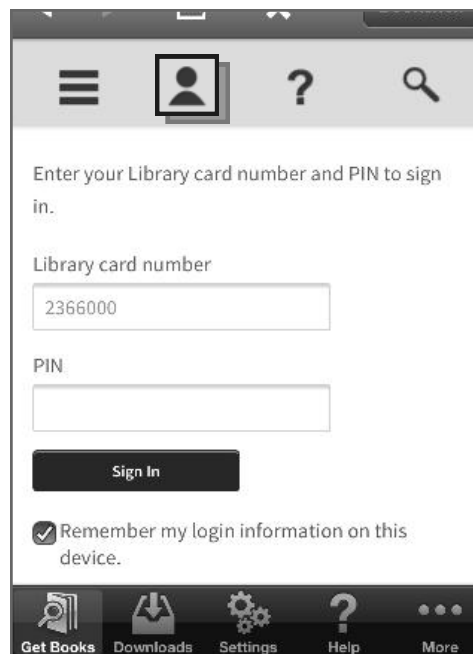 ?
Enter your Library card number and PIN to sign
in.
Library card number
2366000
PIN
Sign In
Remember my login information on this
device.
?
Get Books Downloads Settings Help More